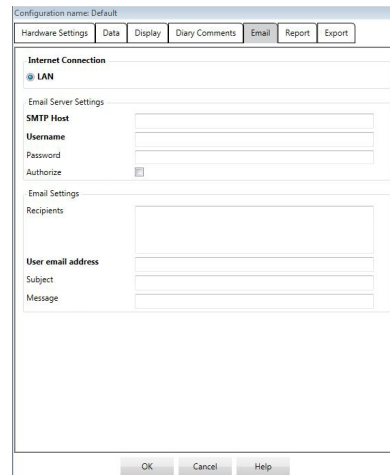 Configuration name: Default
Hardware Settings Data Display Diary Comments Email Report Export
Internet Connection
LAN
Email Server Settings
SMTP Host
Username
Password
Authorize
Email Settings
Recipients
User email address
Subject
Message
OK Cancel Help